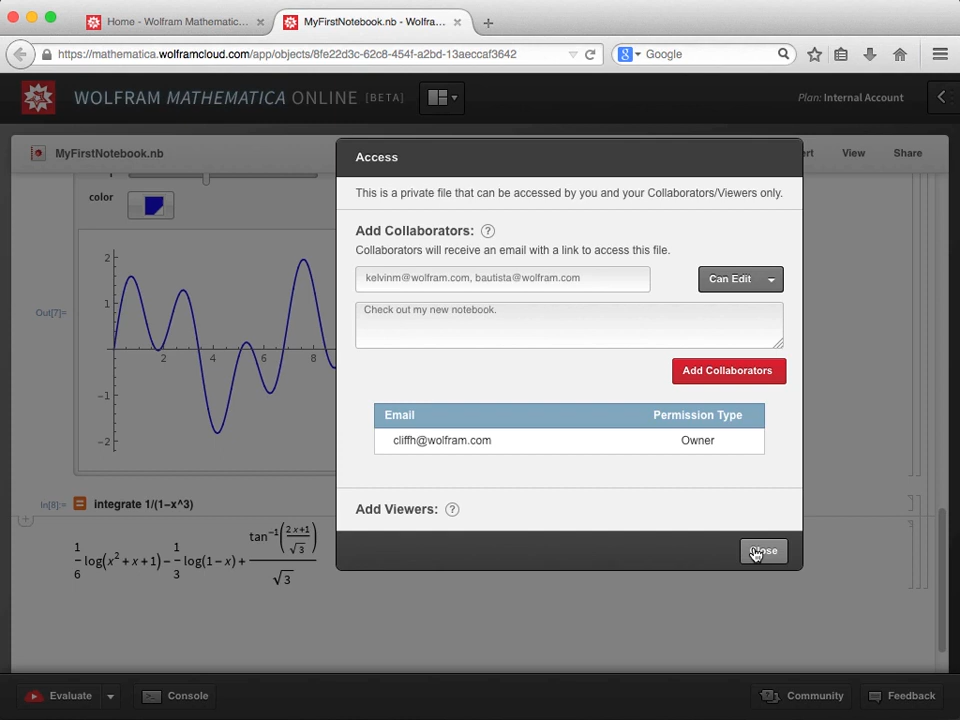 Home - Wolfram Mathematic...
MyFirstNotebook.nb - Wolfra...
https://mathematica.wolframcloud.com/app/objects/8fe22d3c-62c8-454f-a2bd-13aeccaf3642
Google
WOLFRAM MATHEMATICA ONLINE [BETA]
Plan: Internal Account
MyFirstNotebook.nb
View
Share
Access
This is a private file that can be accessed by you and your Collaborators/Viewers only.
color
Add Collaborators: ?
Collaborators will receive an email with a link to access this file.
kelvinm@wolfram.com, bautista@wolfram.com
Can Edit
Check out my new notebook.
Out[7]=
2
1
−1
−2
2 4 6 8
Add Collaborators
Email Permission Type
cliffh@wolfram.com Owner
In[8]:= integrate 1/(1−x^3)
Add Viewers: ?
1/6 log(x^2 + x + 1) − 1/3 log(1 − x) + tan^−1((2 x+1)/√3)/√3
Close
Evaluate
Console
Community
Feedback